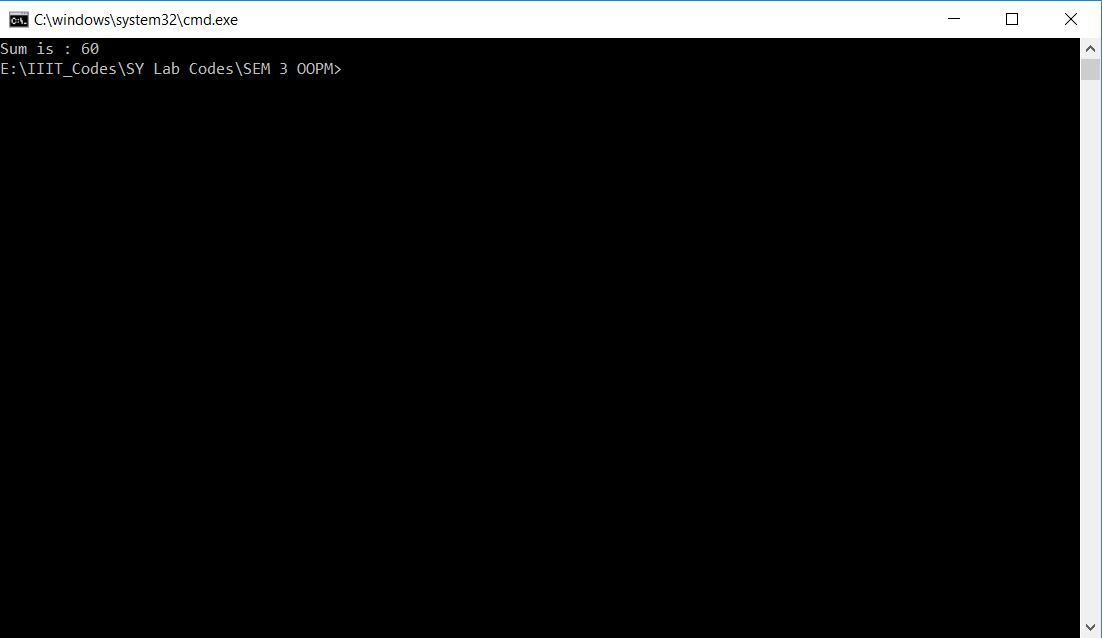 C:\windows\system32\cmd.exe
Sum is : 60
E:\IIIT_Codes\SY Lab Codes\SEM 3 OOPM>